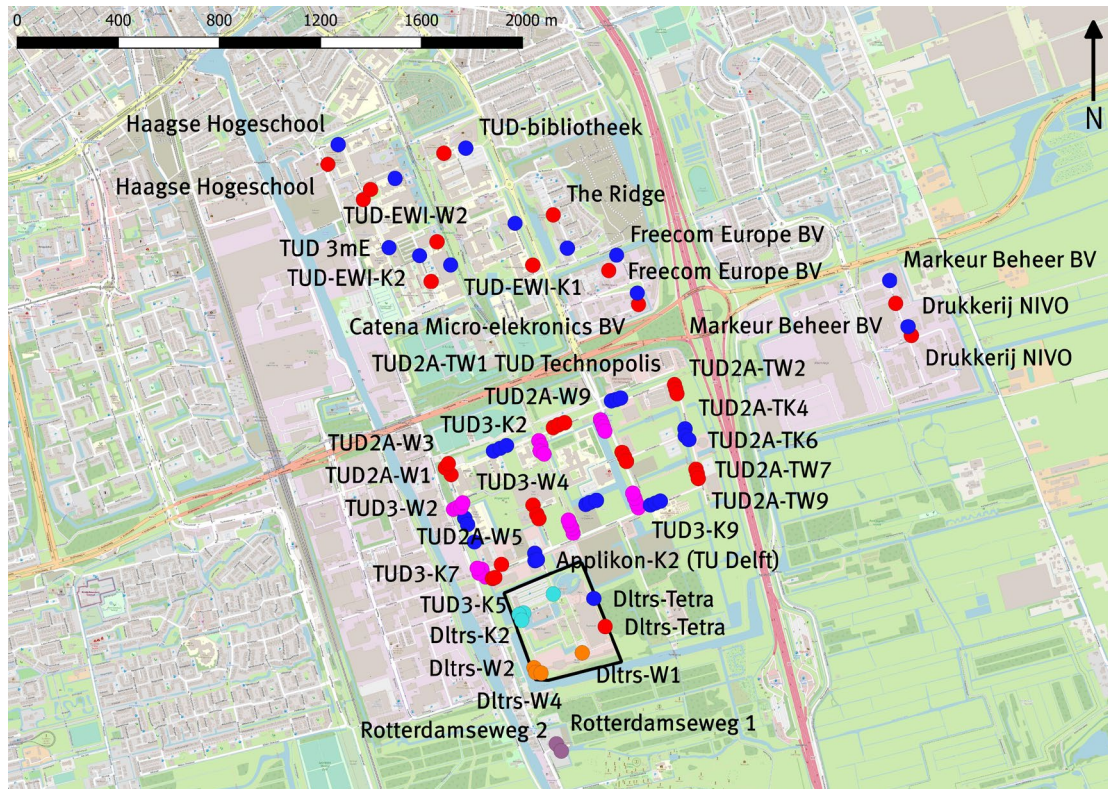 0 400 800 1200 1600 2000 m
N
Haagse Hogeschool
TUD-bibliotheek
Haagse Hogeschool
The Ridge
TUD-EWI-W2
Freecom Europe BV
TUD 3mE
Markeur Beheer BV
Freecom Europe BV
TUD-EWI-K2
TUD-EWI-K1
Drukkerij NIVO
Catena Micro-elekronics BV
Markeur Beheer BV
Drukkerij NIVO
TUD2A-TW1
TUD Technopolis
TUD2A-TW2
TUD2A-W9
TUD2A-TK4
TUD3-K2
TUD2A-W3
TUD2A-TK6
TUD2A-W1
TUD2A-TW7
TUD3-W4
TUD2A-TW9
TUD3-W2
TUD3-K9
TUD2A-W5
Applikon-K2 (TU Delft)
TUD3-K7
Dltrs-Tetra
TUD3-K5
Dltrs-Tetra
Dltrs-K2
Dltrs-W2
Dltrs-W1
Dltrs-W4
Rotterdamseweg 1
Rotterdamseweg 2